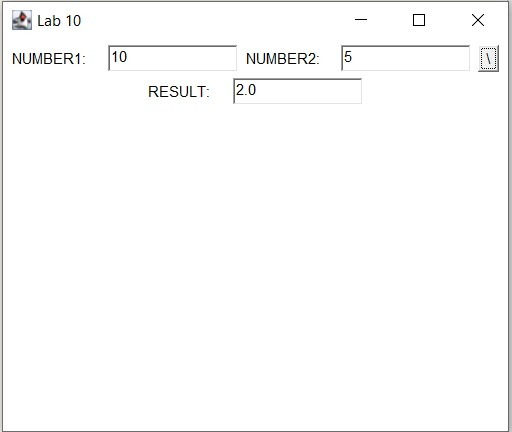 Lab 10
NUMBER1: 10 NUMBER2: 5 \
RESULT: 2.0